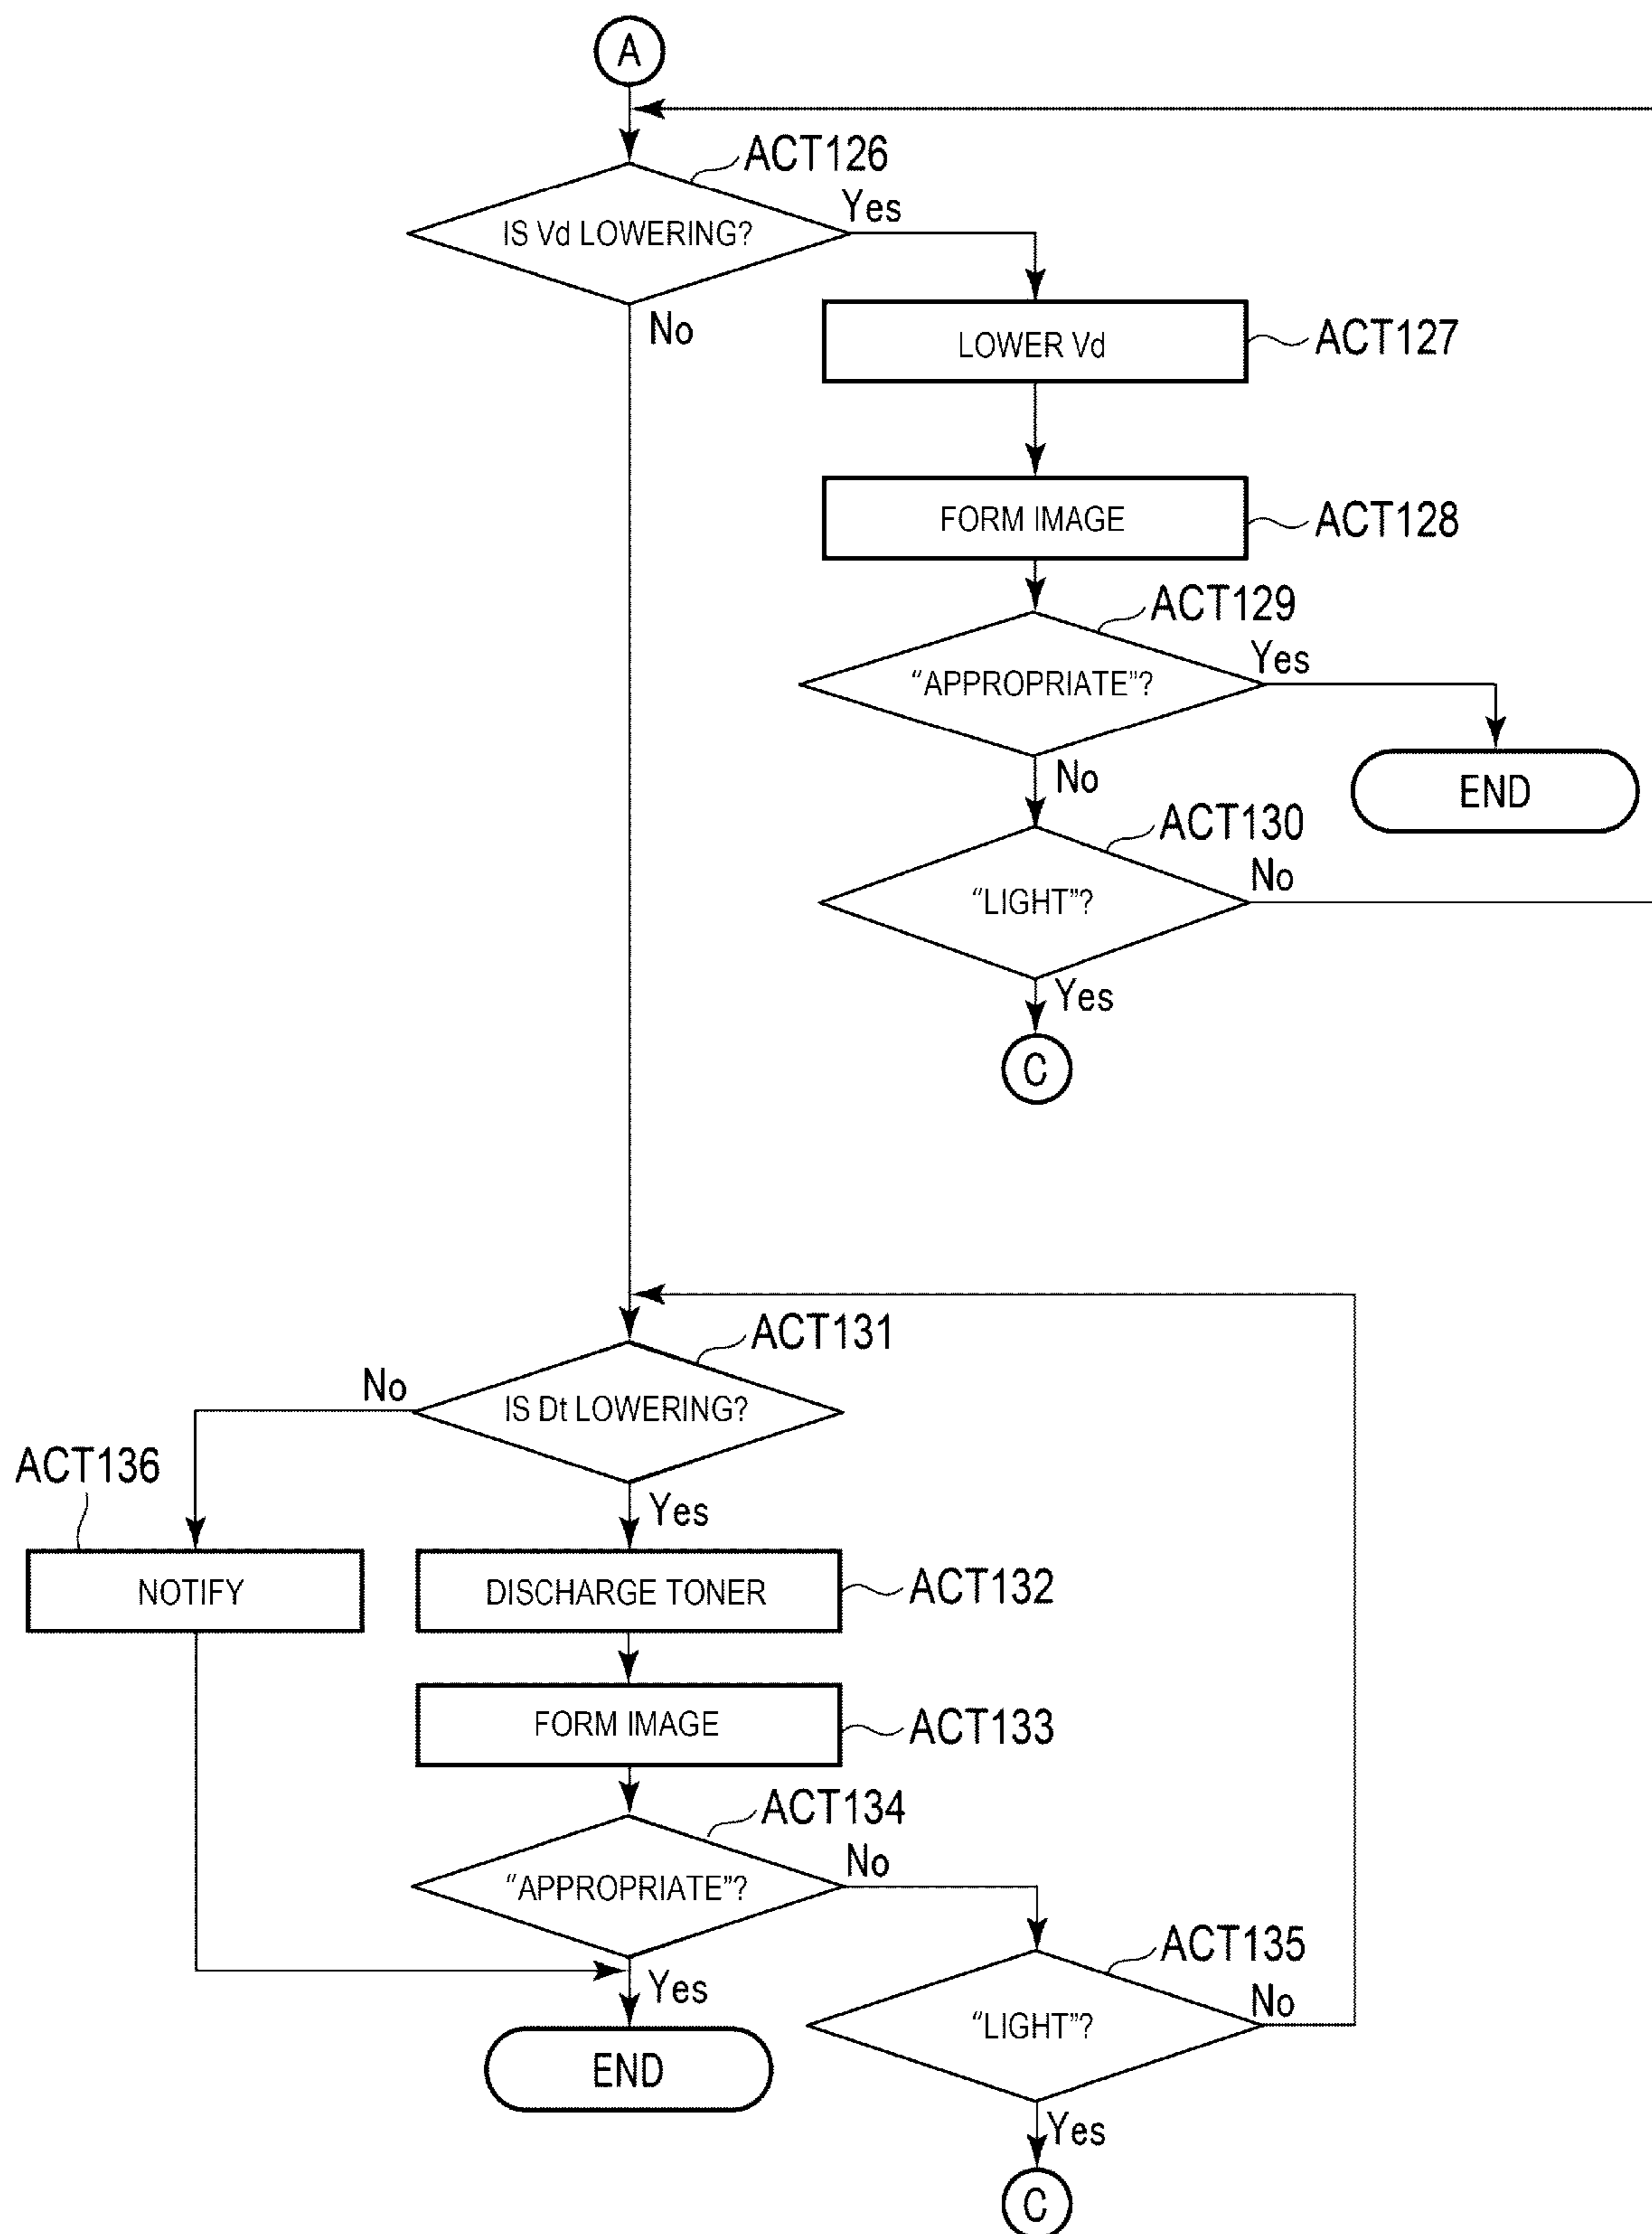 A
ACT126
IS Vd LOWERING?
Yes
No
LOWER Vd
ACT127
FORM IMAGE
ACT128
ACT129
“APPROPRIATE”?
Yes
END
No
ACT130
“LIGHT”?
No
Yes
C
ACT131
IS Dt LOWERING?
No
ACT136
NOTIFY
Yes
DISCHARGE TONER
ACT132
FORM IMAGE
ACT133
ACT134
“APPROPRIATE”?
No
Yes
END
ACT135
“LIGHT”?
No
Yes
C